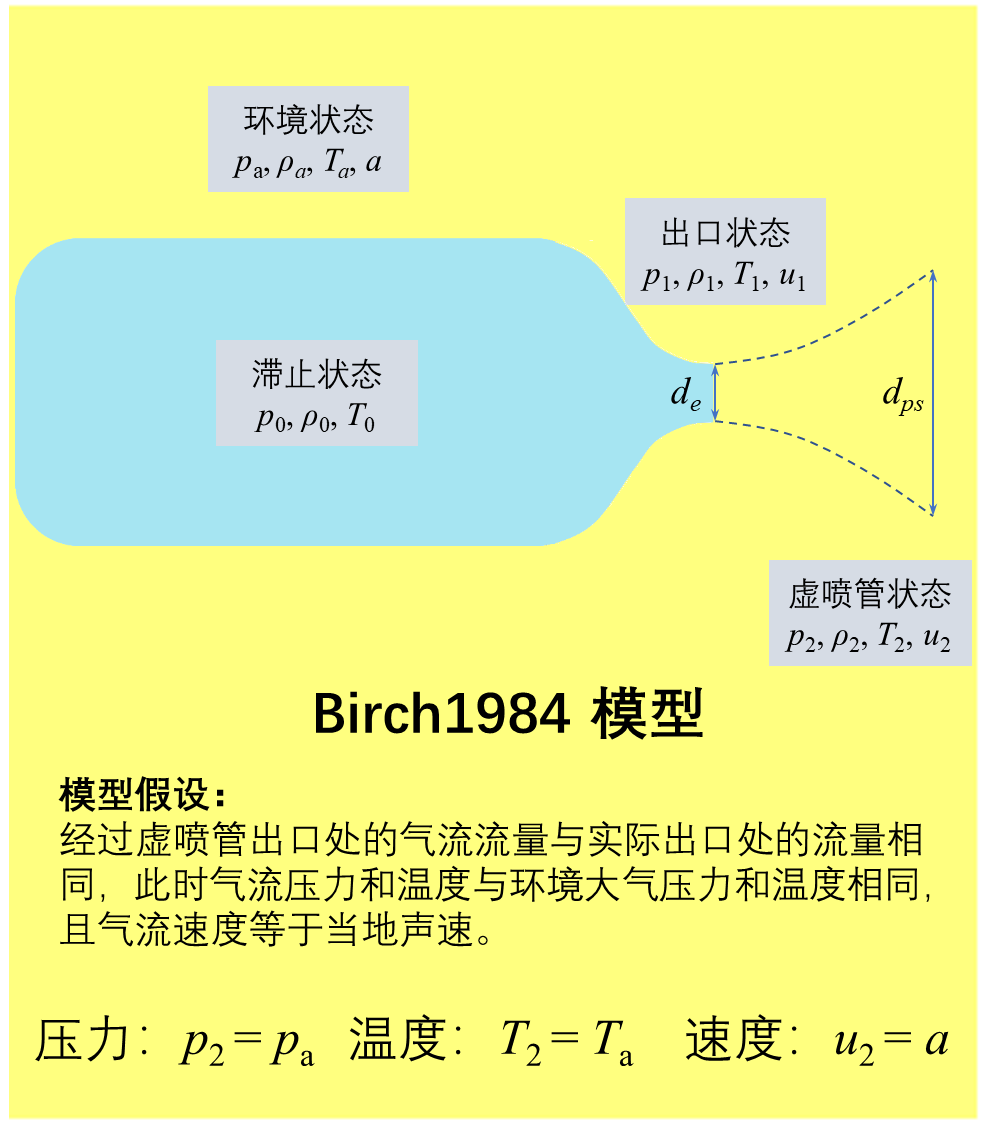 环境状态
pa, ρa, Ta, a
出口状态
p1, ρ1, T1, u1
滞止状态
p0, ρ0, T0
de
dps
虚喷管状态
p2, ρ2, T2, u2
Birch1984 模型
模型假设：
经过虚喷管出口处的气流流量与实际出口处的流量相
同，此时气流压力和温度与环境大气压力和温度相同，
且气流速度等于当地声速。
压力：p2 = pa 温度：T2 = Ta 速度：u2 = a